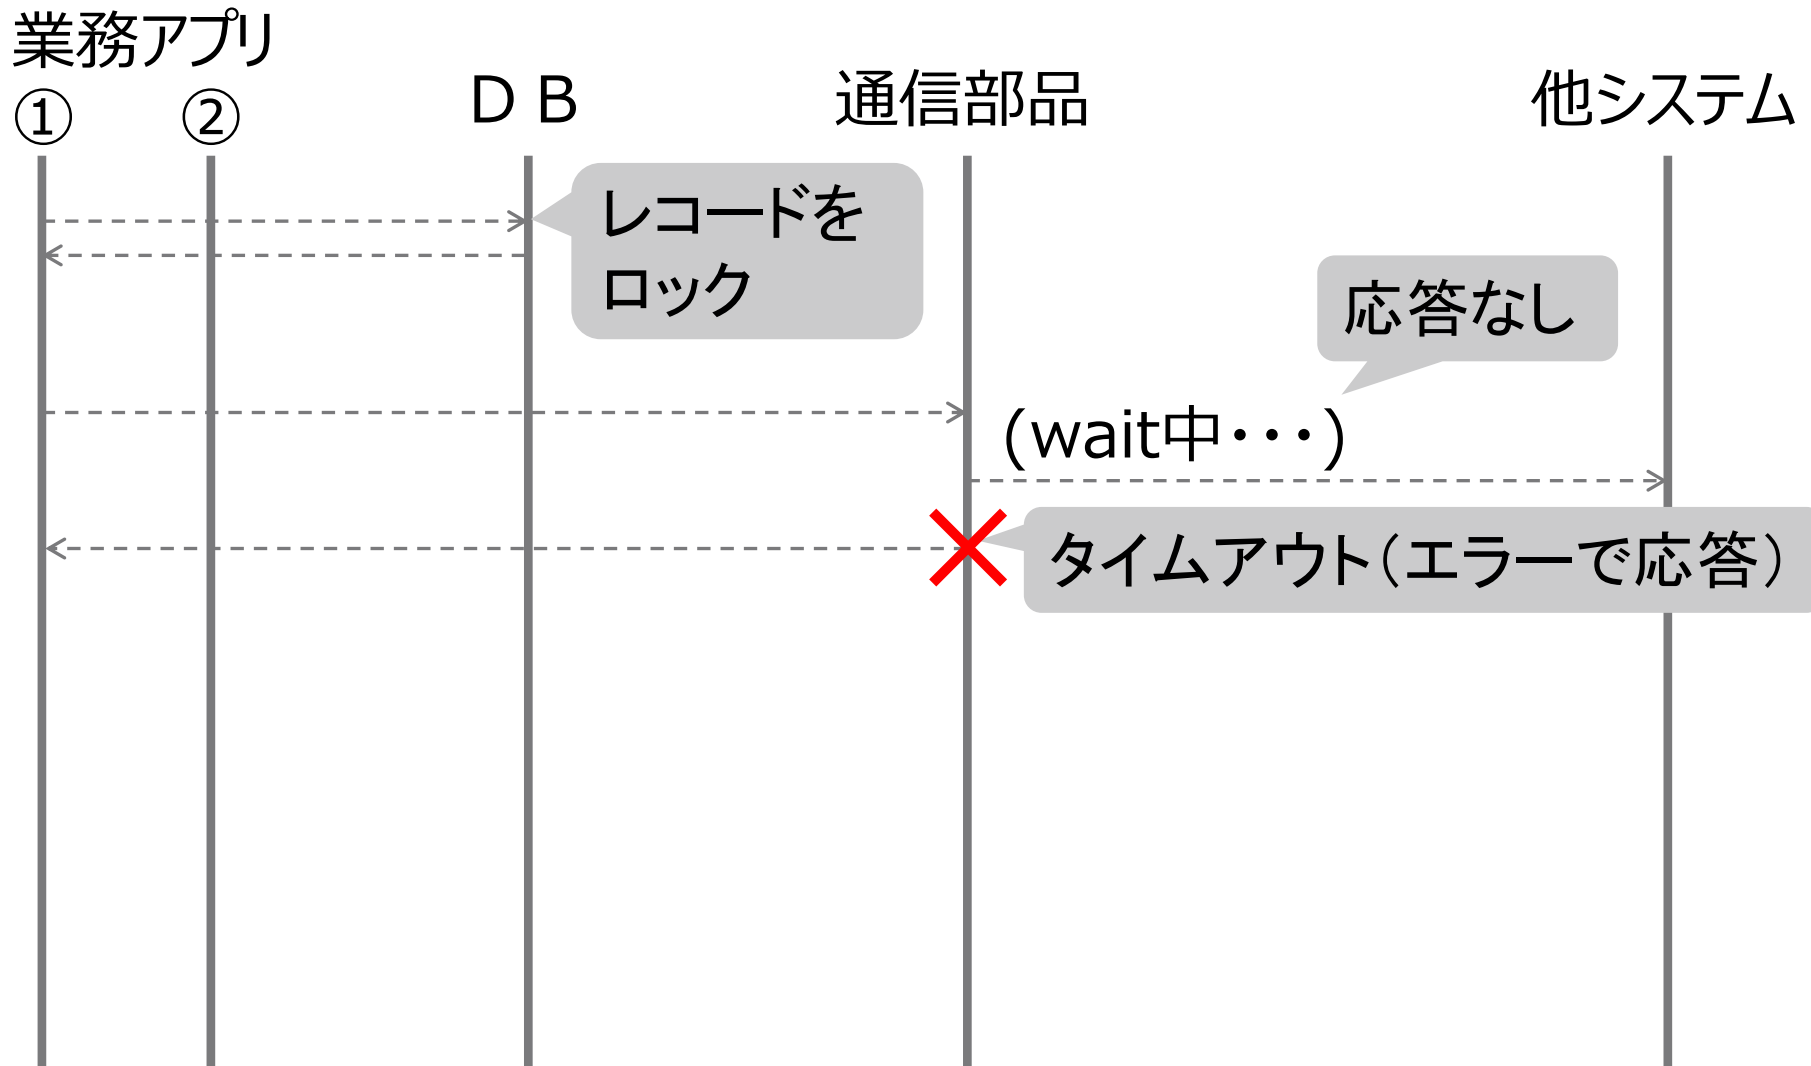 業務アプリ
① ② ＤＢ 通信部品 他システム
レコードを
ロック
応答なし
(wait中・・・)
タイムアウト（エラーで応答）